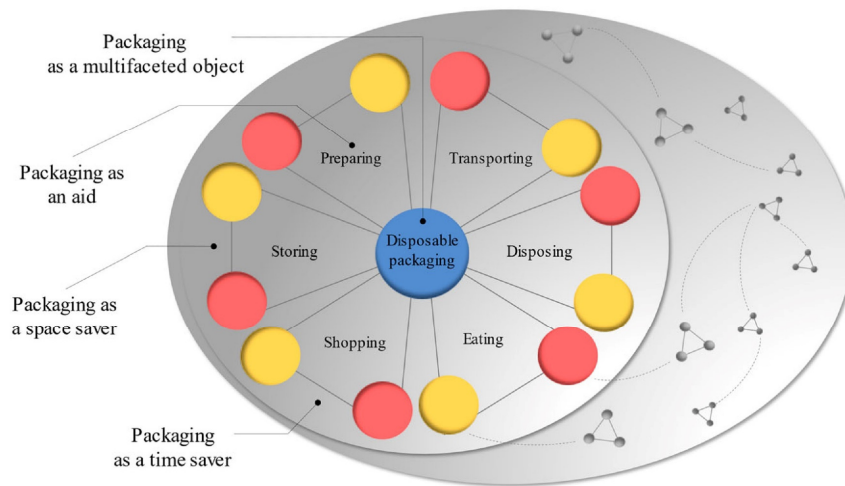 Packaging
as a multifaceted object
Packaging as
an aid
Packaging as
a space saver
Packaging
as a time saver
Preparing
Transporting
Storing
Disposable
packaging
Disposing
Shopping
Eating